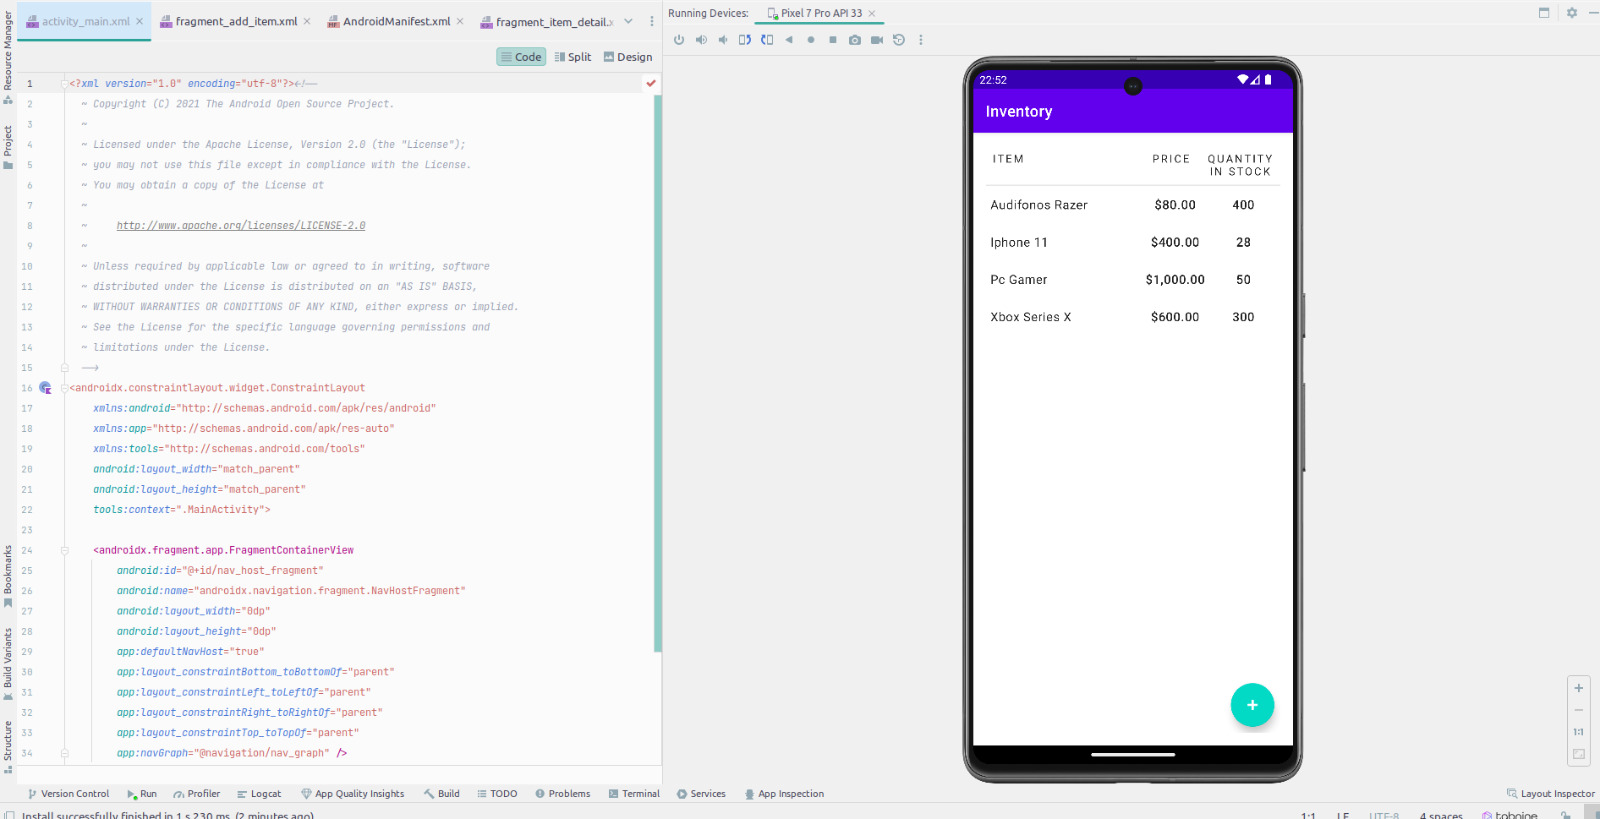 activity_main.xml
fragment_add_item.xml
AndroidManifest.xml
fragment_item_detail.x
Running Devices:
Pixel 7 Pro API 33
Code
Split
Design
Resource Manager
Project
Bookmarks
Build Variants
Structure
1 <?xml version="1.0" encoding="utf-8"?><!--
2 ~ Copyright (C) 2021 The Android Open Source Project.
3 ~
4 ~ Licensed under the Apache License, Version 2.0 (the "License");
5 ~ you may not use this file except in compliance with the License.
6 ~ You may obtain a copy of the License at
7 ~
8 ~ http://www.apache.org/licenses/LICENSE-2.0
9 ~
10 ~ Unless required by applicable law or agreed to in writing, software
11 ~ distributed under the License is distributed on an "AS IS" BASIS,
12 ~ WITHOUT WARRANTIES OR CONDITIONS OF ANY KIND, either express or implied.
13 ~ See the License for the specific language governing permissions and
14 ~ limitations under the License.
15 -->
16 <androidx.constraintlayout.widget.ConstraintLayout
17 xmlns:android="http://schemas.android.com/apk/res/android"
18 xmlns:app="http://schemas.android.com/apk/res-auto"
19 xmlns:tools="http://schemas.android.com/tools"
20 android:layout_width="match_parent"
21 android:layout_height="match_parent"
22 tools:context=".MainActivity">
23
24 <androidx.fragment.app.FragmentContainerView
25 android:id="@+id/nav_host_fragment"
26 android:name="androidx.navigation.fragment.NavHostFragment"
27 android:layout_width="0dp"
28 android:layout_height="0dp"
29 app:defaultNavHost="true"
30 app:layout_constraintBottom_toBottomOf="parent"
31 app:layout_constraintLeft_toLeftOf="parent"
32 app:layout_constraintRight_toRightOf="parent"
33 app:layout_constraintTop_toTopOf="parent"
34 app:navGraph="@navigation/nav_graph" />
22:52
Inventory
ITEM PRICE QUANTITY
IN STOCK
Audifonos Razer $80.00 400
Iphone 11 $400.00 28
Pc Gamer $1,000.00 50
Xbox Series X $600.00 300
+
+
−
1:1
Version Control Run Profiler Logcat App Quality Insights Build TODO Problems Terminal Services App Inspection Layout Inspector
Install successfully finished in 1 s 230 ms. (2 minutes ago) 1:1 LF UTF-8 4 spaces tabnine